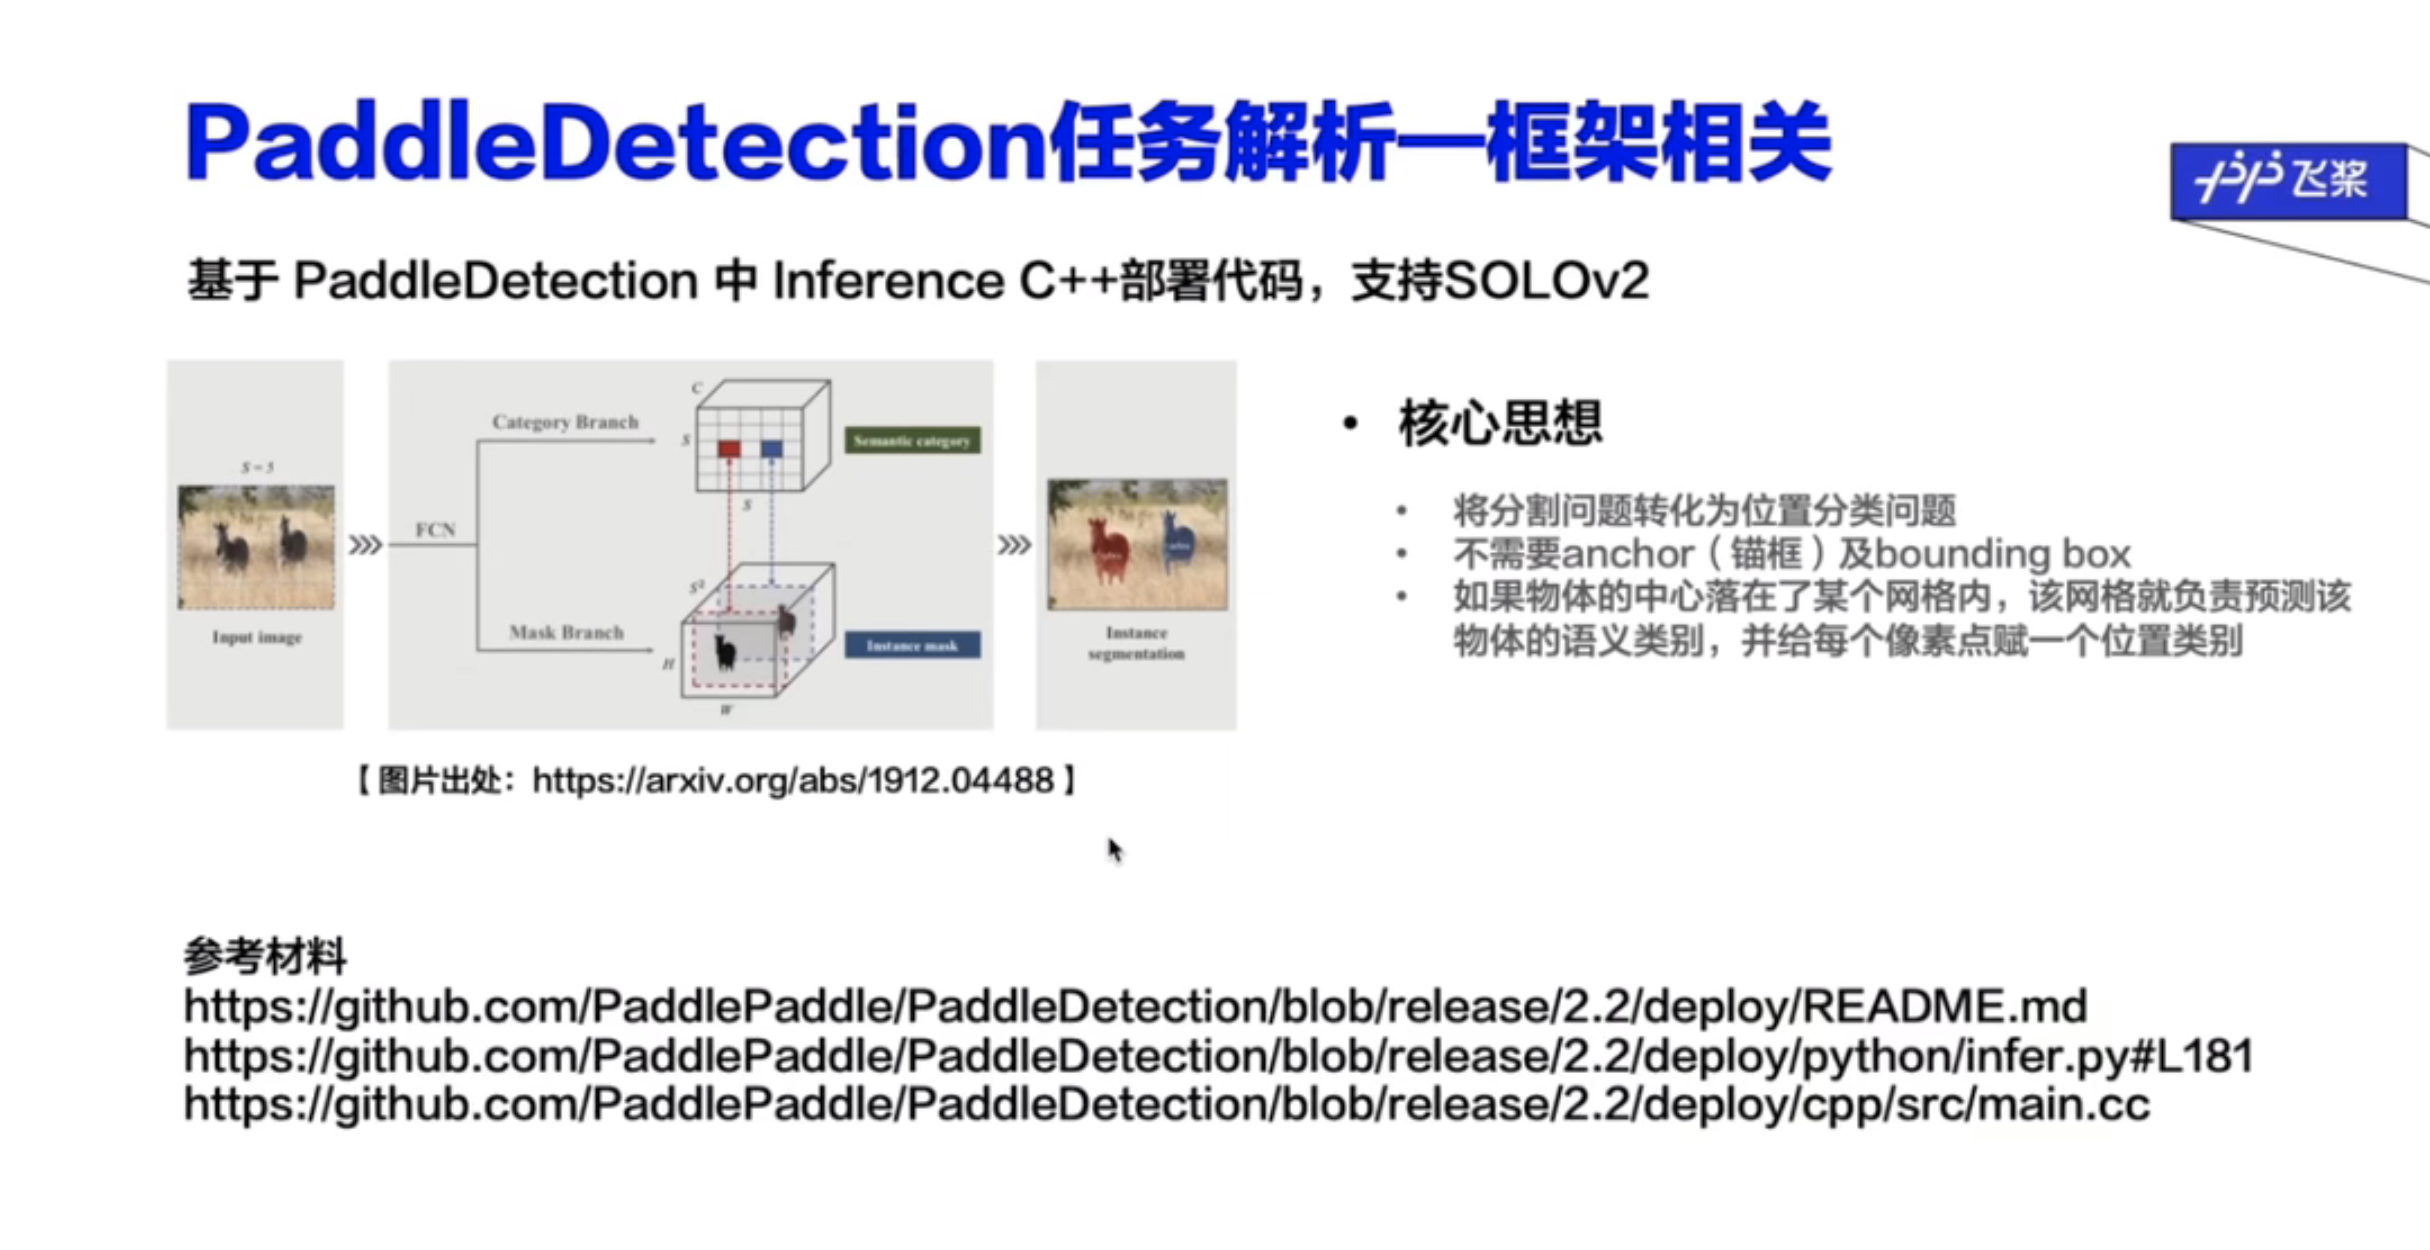 PaddleDetection任务解析—框架相关
飞桨
基于 PaddleDetection 中 Inference C++部署代码，支持SOLOv2
S = 5
Input image
FCN
Category Branch
Mask Branch
C
S
S
Semantic category
S²
H
W
Instance mask
Instance
segmentation
【 图片出处：https://arxiv.org/abs/1912.04488 】
• 核心思想
• 将分割问题转化为位置分类问题
• 不需要anchor（锚框）及bounding box
• 如果物体的中心落在了某个网格内，该网格就负责预测该
物体的语义类别，并给每个像素点赋一个位置类别
参考材料
https://github.com/PaddlePaddle/PaddleDetection/blob/release/2.2/deploy/README.md
https://github.com/PaddlePaddle/PaddleDetection/blob/release/2.2/deploy/python/infer.py#L181
https://github.com/PaddlePaddle/PaddleDetection/blob/release/2.2/deploy/cpp/src/main.cc